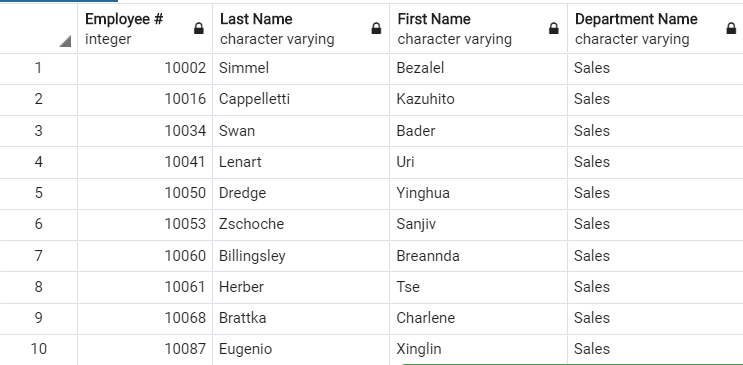 Employee # Last Name First Name Department Name
integer character varying character varying character varying
1 10002 Simmel Bezalel Sales
2 10016 Cappelletti Kazuhito Sales
3 10034 Swan Bader Sales
4 10041 Lenart Uri Sales
5 10050 Dredge Yinghua Sales
6 10053 Zschoche Sanjiv Sales
7 10060 Billingsley Breannda Sales
8 10061 Herber Tse Sales
9 10068 Brattka Charlene Sales
10 10087 Eugenio Xinglin Sales